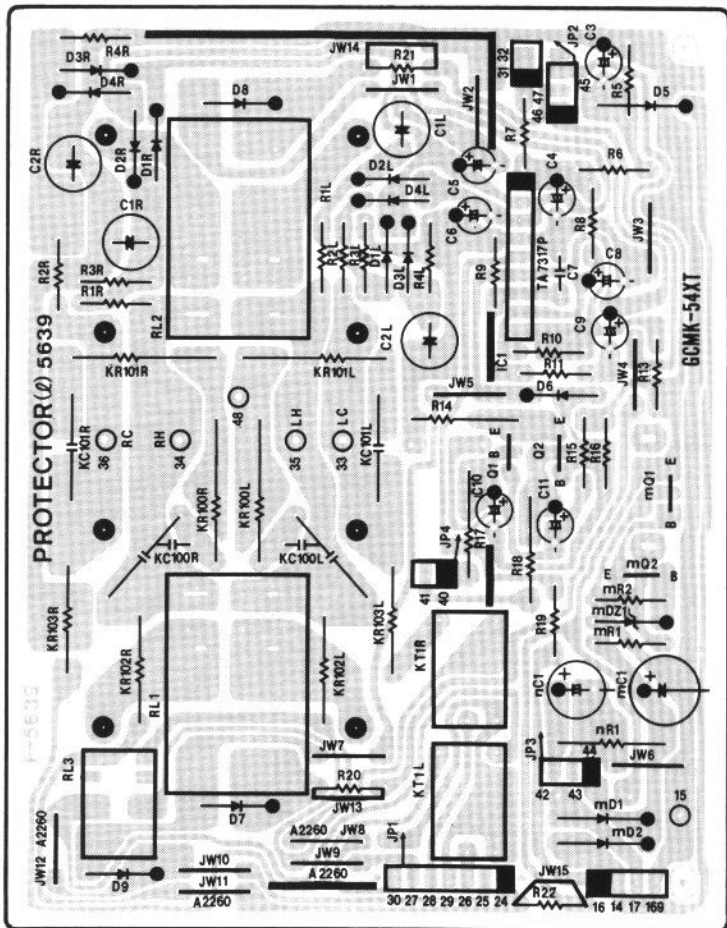 R4R
D3R
D4R
D8
JW14
R21
JW1
JW2
31 32
JP2
46 47
45
C3
R5
D5
C2R
D2R
D1R
C1R
R1L
C1L
D2L
D4L
C5
C6
R7
C4
R6
R8
JW3
R2R
R3R
R1R
RL2
R2L
R3L
D1L
D3L
R4L
R9
TA7317P
C7
C8
C9
GCMK-54XT
C2L
IC1
R10
R11
D6
JW4
R13
PROTECTOR(ℓ) 5639
KR101R
KR101L
JW5
R14
48
KC101R
36
RC
RH
34
35
LH
33
LC
KC101L
E
B
Q1
Q2
E
B
R15
R16
mQ1
E
B
KR100R
KR100L
C10
C11
KC100R
KC100L
JP4
R17
R18
41
40
E
mQ2
B
mR2
mDZ1
mR1
KR103R
KR102R
RL1
KR102L
KR103L
KT1R
R19
nC1
mC1
P-5639
RL3
JW7
R20
JW13
KT1L
JP3
nR1
44
42
43
JW6
mD1
mD2
15
JW12
A2260
D9
D7
JW10
JW11
A2260
A2260
JW8
JW9
A2260
JP1
30 27 28 29 26 25 24
JW15
R22
16 14 17 169